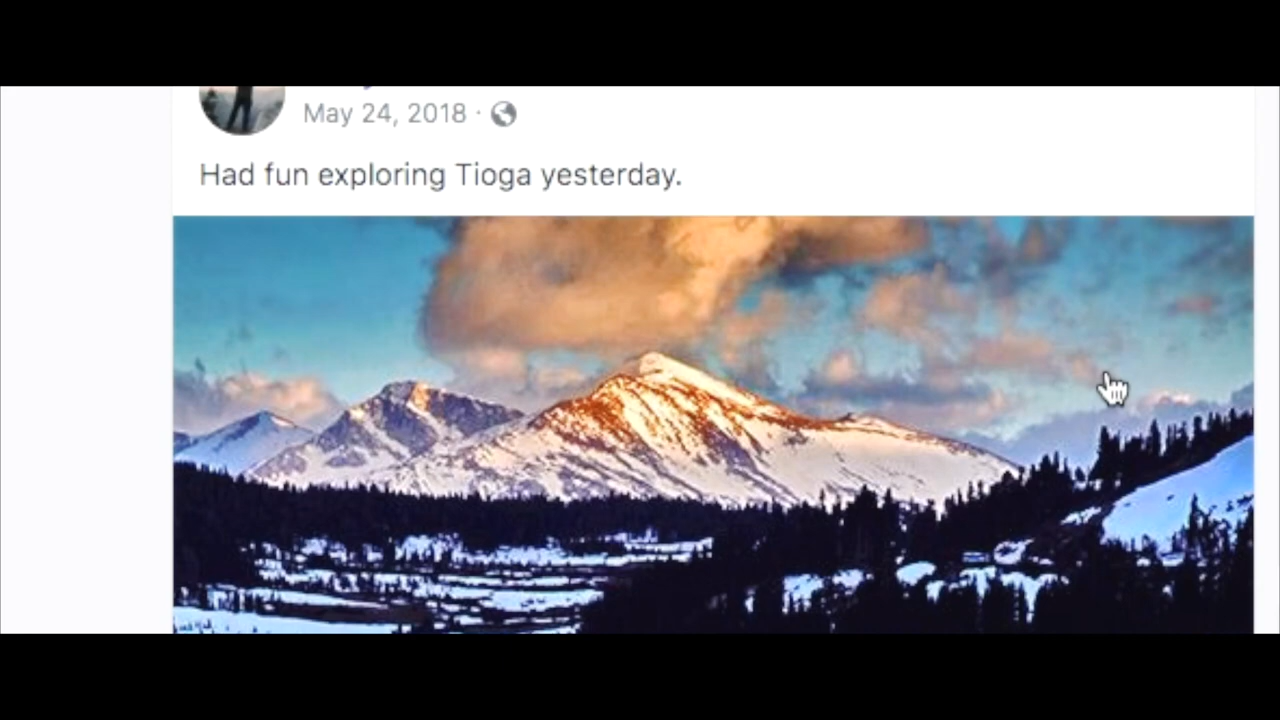 May 24, 2018 ·
Had fun exploring Tioga yesterday.